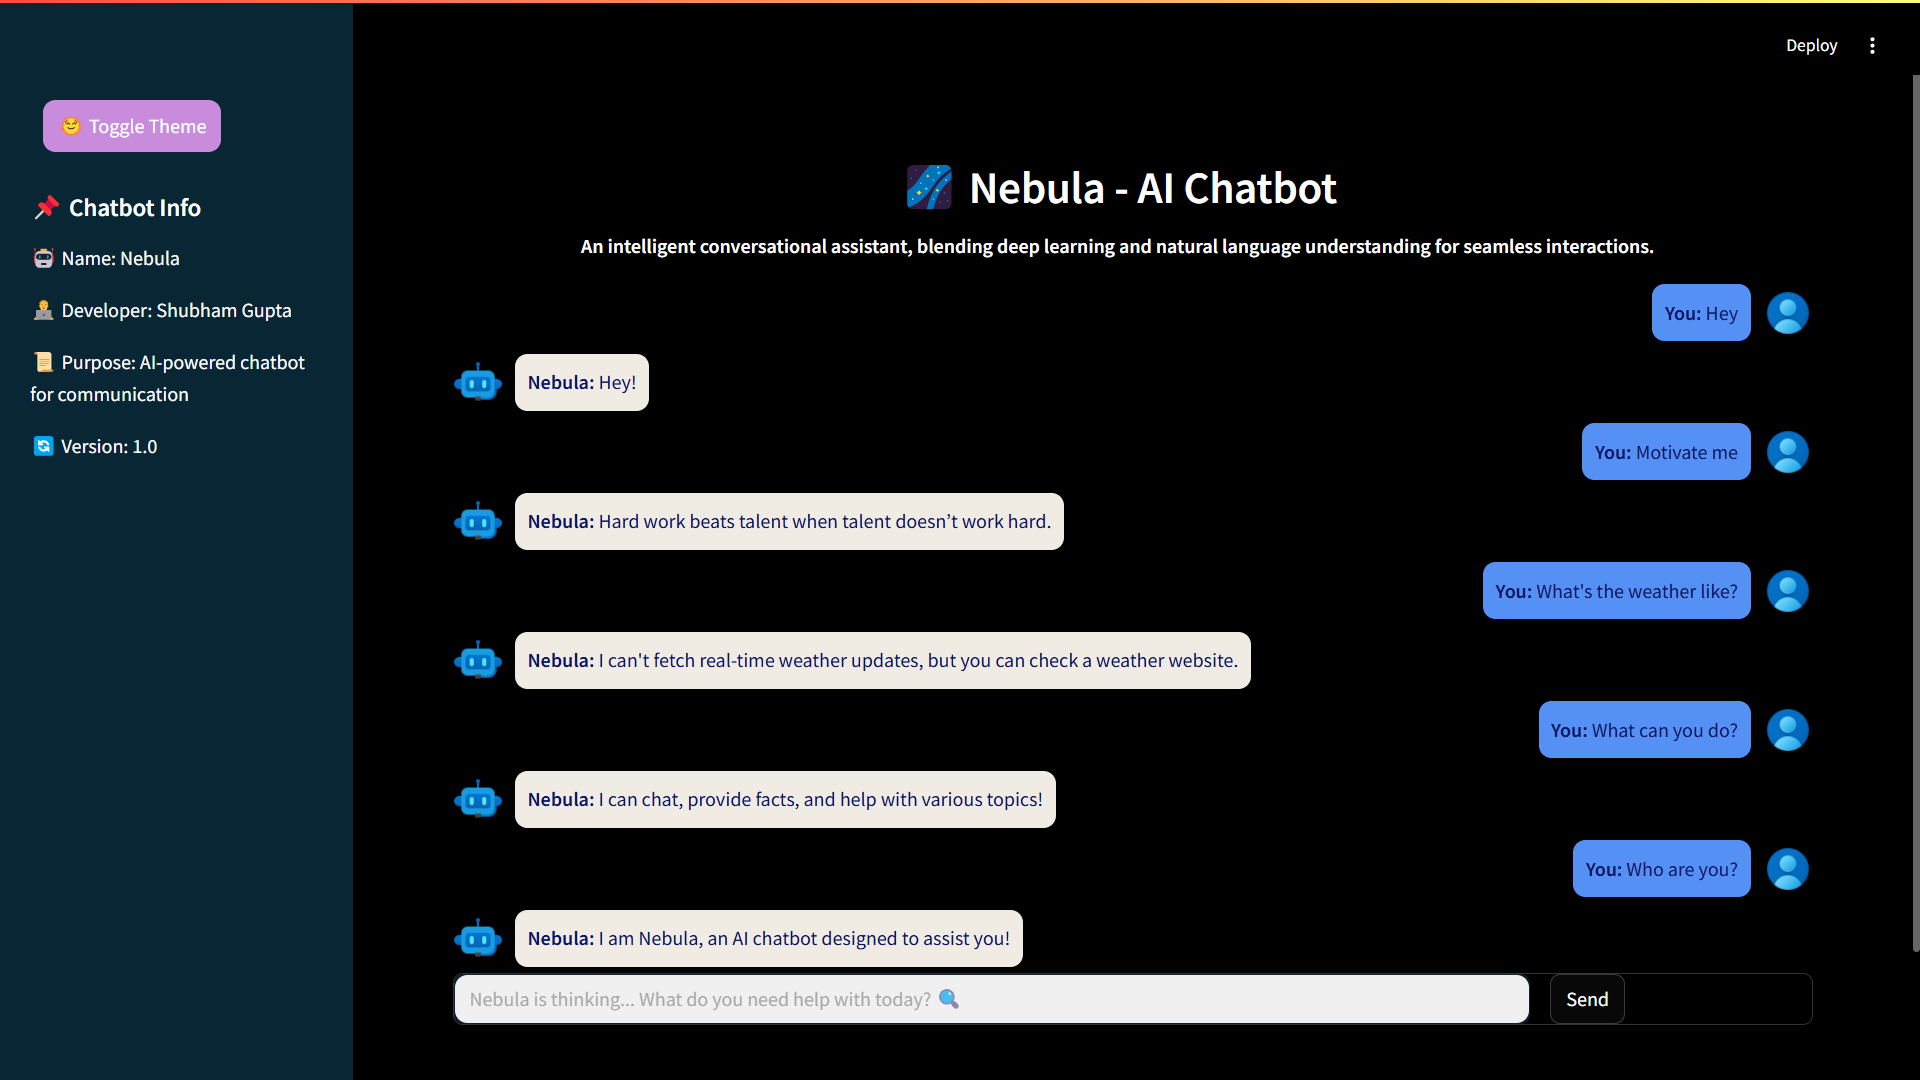 Deploy
Toggle Theme
Chatbot Info
Name: Nebula
Developer: Shubham Gupta
Purpose: AI-powered chatbot
for communication
Version: 1.0
Nebula - AI Chatbot
An intelligent conversational assistant, blending deep learning and natural language understanding for seamless interactions.
You: Hey
Nebula: Hey!
You: Motivate me
Nebula: Hard work beats talent when talent doesn’t work hard.
You: What's the weather like?
Nebula: I can't fetch real-time weather updates, but you can check a weather website.
You: What can you do?
Nebula: I can chat, provide facts, and help with various topics!
You: Who are you?
Nebula: I am Nebula, an AI chatbot designed to assist you!
Nebula is thinking... What do you need help with today?
Send